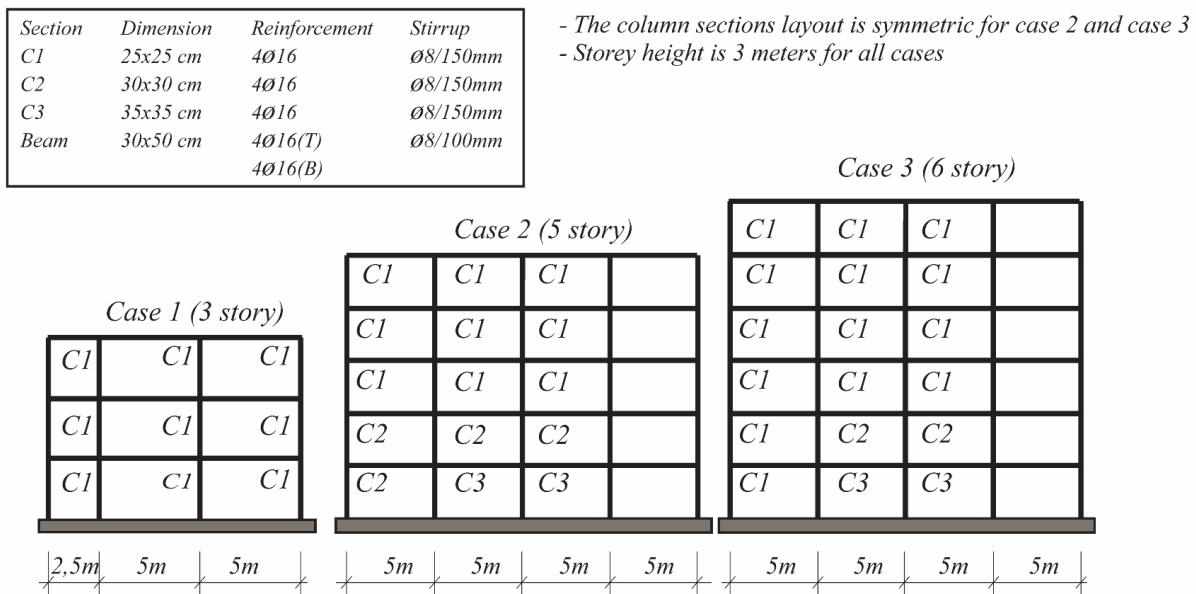 Section Dimension Reinforcement Stirrup
C1 25x25 cm 4Ø16 Ø8/150mm
C2 30x30 cm 4Ø16 Ø8/150mm
C3 35x35 cm 4Ø16 Ø8/150mm
Beam 30x50 cm 4Ø16(T) Ø8/100mm
4Ø16(B)
- The column sections layout is symmetric for case 2 and case 3
- Storey height is 3 meters for all cases
Case 1 (3 story)
C1 C1 C1
C1 C1 C1
C1 C1 C1
2,5m 5m 5m
Case 2 (5 story)
C1 C1 C1
C1 C1 C1
C1 C1 C1
C2 C2 C2
C2 C3 C3
5m 5m 5m 5m
Case 3 (6 story)
C1 C1 C1
C1 C1 C1
C1 C1 C1
C1 C1 C1
C1 C2 C2
C1 C3 C3
5m 5m 5m 5m